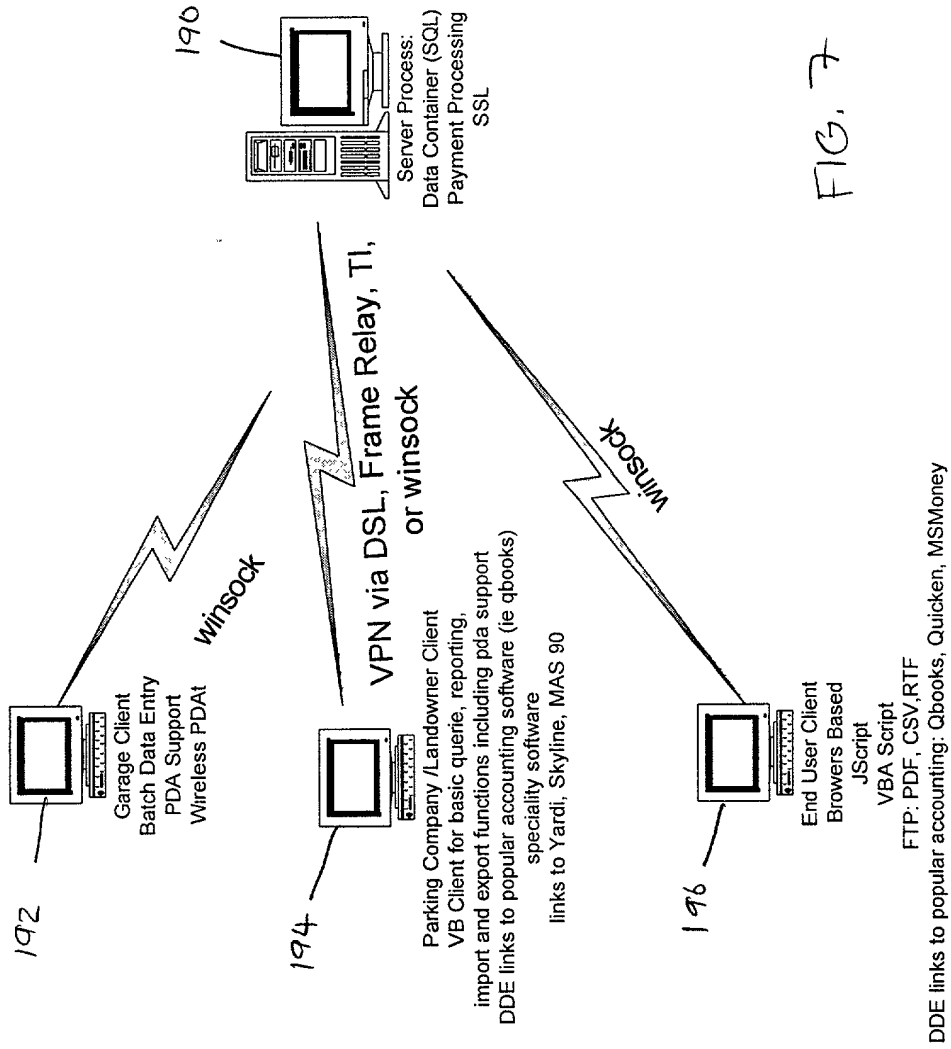 190
Server Process:
Data Container (SQL)
Payment Processing
SSL
192
Garage Client
Batch Data Entry
PDA Support
Wireless PDAt
winsock
VPN via DSL, Frame Relay, TI,
or winsock
194
Parking Company /Landowner Client
VB Client for basic querie, reporting,
import and export functions including pda support
DDE links to popular accounting software (ie qbooks)
speciality software
links to Yardi, Skyline, MAS 90
winsock
196
End User Client
Browers Based
JScript
VBA Script
FTP: PDF, CSV,RTF
DDE links to popular accounting: Qbooks, Quicken, MSMoney
FIG. 7